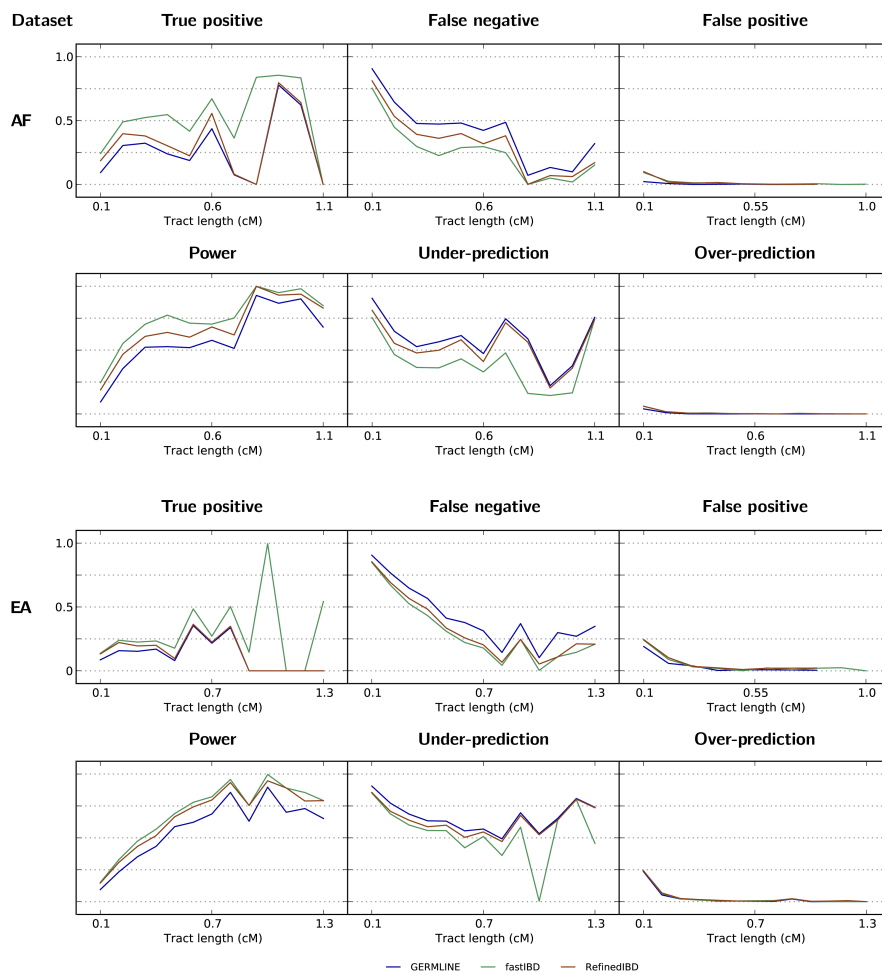 Dataset True positive False negative False positive
1.0
AF
0.5
0
0.1 0.6 1.1 0.1 0.6 1.1 0.1 0.55 1.0
Tract length (cM) Tract length (cM) Tract length (cM)
Power Under-prediction Over-prediction
0.1 0.6 1.1 0.1 0.6 1.1 0.1 0.6 1.1
Tract length (cM) Tract length (cM) Tract length (cM)
True positive False negative False positive
1.0
EA 0.5
0
0.1 0.7 1.3 0.1 0.7 1.3 0.1 0.55 1.0
Tract length (cM) Tract length (cM) Tract length (cM)
Power Under-prediction Over-prediction
0.1 0.7 1.3 0.1 0.7 1.3 0.1 0.7 1.3
Tract length (cM) Tract length (cM) Tract length (cM)
GERMLINE fastIBD RefinedIBD